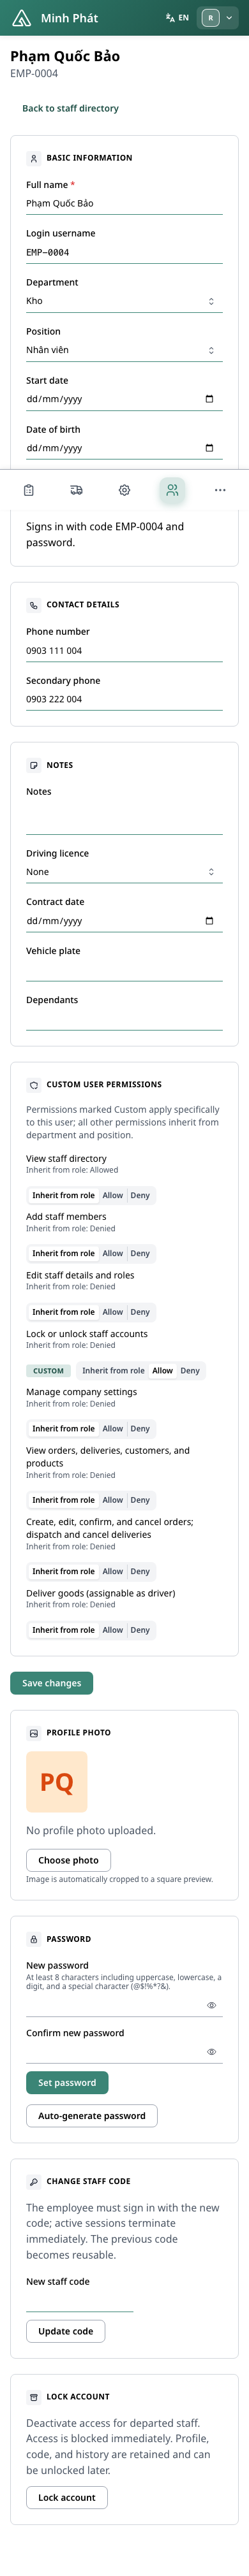 Minh Phát
EN
R
Phạm Quốc Bảo
EMP-0004
Back to staff directory
BASIC INFORMATION
Full name *
Phạm Quốc Bảo
Login username
EMP-0004
Department
Kho
Position
Nhân viên
Start date
dd/mm/yyyy
Date of birth
dd/mm/yyyy
Signs in with code EMP-0004 and
password.
CONTACT DETAILS
Phone number
0903 111 004
Secondary phone
0903 222 004
NOTES
Notes
Driving licence
None
Contract date
dd/mm/yyyy
Vehicle plate
Dependants
CUSTOM USER PERMISSIONS
Permissions marked Custom apply specifically
to this user; all other permissions inherit from
department and position.
View staff directory
Inherit from role: Allowed
Inherit from role Allow Deny
Add staff members
Inherit from role: Denied
Inherit from role Allow Deny
Edit staff details and roles
Inherit from role: Denied
Inherit from role Allow Deny
Lock or unlock staff accounts
Inherit from role: Denied
CUSTOM Inherit from role Allow Deny
Manage company settings
Inherit from role: Denied
Inherit from role Allow Deny
View orders, deliveries, customers, and
products
Inherit from role: Denied
Inherit from role Allow Deny
Create, edit, confirm, and cancel orders;
dispatch and cancel deliveries
Inherit from role: Denied
Inherit from role Allow Deny
Deliver goods (assignable as driver)
Inherit from role: Denied
Inherit from role Allow Deny
Save changes
PROFILE PHOTO
PQ
No profile photo uploaded.
Choose photo
Image is automatically cropped to a square preview.
PASSWORD
New password
At least 8 characters including uppercase, lowercase, a
digit, and a special character (@$!%*?&).
Confirm new password
Set password
Auto-generate password
CHANGE STAFF CODE
The employee must sign in with the new
code; active sessions terminate
immediately. The previous code
becomes reusable.
New staff code
Update code
LOCK ACCOUNT
Deactivate access for departed staff.
Access is blocked immediately. Profile,
code, and history are retained and can
be unlocked later.
Lock account